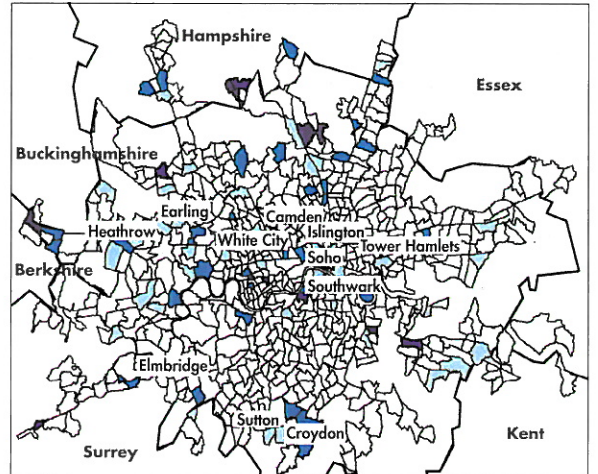 Hampshire
Essex
Buckinghamshire
Earling
Camden
Heathrow
White City
Islington
Tower Hamlets
Soho
Berkshire
Southwark
Elmbridge
Sutton
Croydon
Surrey
Kent